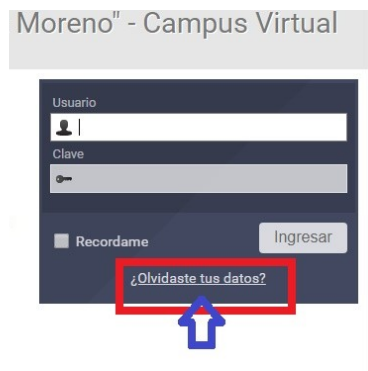 Moreno" - Campus Virtual
Usuario
Clave
Recordame
Ingresar
¿Olvidaste tus datos?